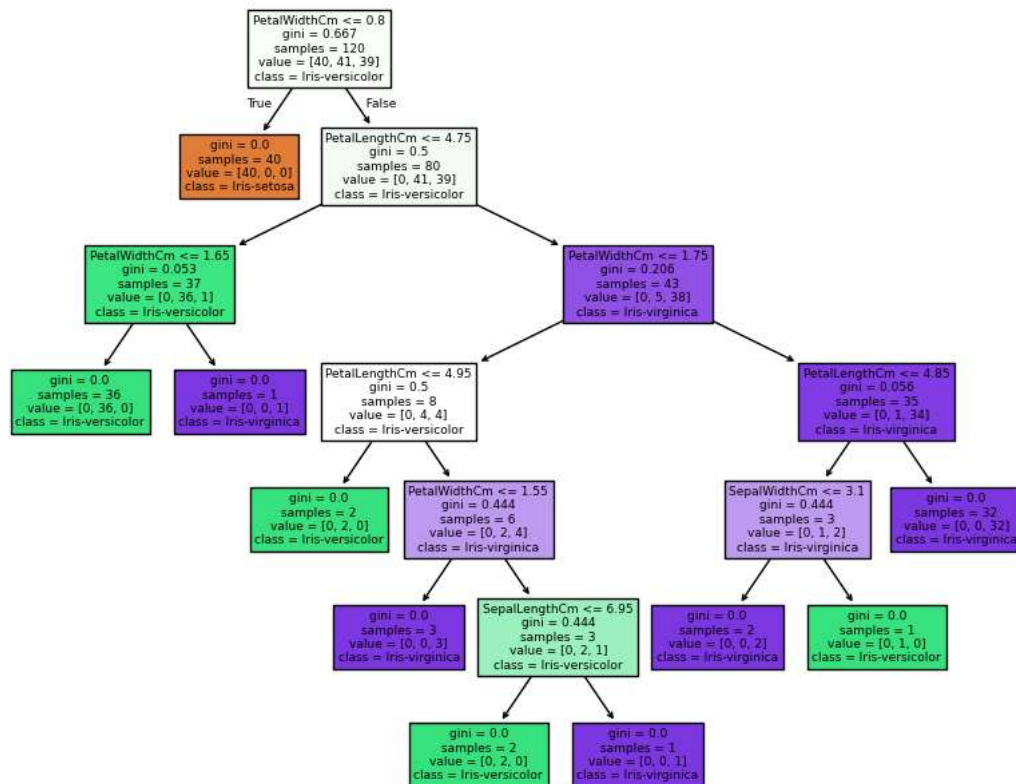 PetalWidthCm <= 0.8
gini = 0.667
samples = 120
value = [40, 41, 39]
class = Iris-versicolor
True
False
gini = 0.0
samples = 40
value = [40, 0, 0]
class = Iris-setosa
PetalLengthCm <= 4.75
gini = 0.5
samples = 80
value = [0, 41, 39]
class = Iris-versicolor
PetalWidthCm <= 1.65
gini = 0.053
samples = 37
value = [0, 36, 1]
class = Iris-versicolor
PetalWidthCm <= 1.75
gini = 0.206
samples = 43
value = [0, 5, 38]
class = Iris-virginica
gini = 0.0
samples = 36
value = [0, 36, 0]
class = Iris-versicolor
gini = 0.0
samples = 1
value = [0, 0, 1]
class = Iris-virginica
PetalLengthCm <= 4.95
gini = 0.5
samples = 8
value = [0, 4, 4]
class = Iris-versicolor
PetalLengthCm <= 4.85
gini = 0.056
samples = 35
value = [0, 1, 34]
class = Iris-virginica
gini = 0.0
samples = 2
value = [0, 2, 0]
class = Iris-versicolor
PetalWidthCm <= 1.55
gini = 0.444
samples = 6
value = [0, 2, 4]
class = Iris-virginica
SepalWidthCm <= 3.1
gini = 0.444
samples = 3
value = [0, 1, 2]
class = Iris-virginica
gini = 0.0
samples = 32
value = [0, 0, 32]
class = Iris-virginica
gini = 0.0
samples = 3
value = [0, 0, 3]
class = Iris-virginica
SepalLengthCm <= 6.95
gini = 0.444
samples = 3
value = [0, 2, 1]
class = Iris-versicolor
gini = 0.0
samples = 2
value = [0, 0, 2]
class = Iris-virginica
gini = 0.0
samples = 1
value = [0, 1, 0]
class = Iris-versicolor
gini = 0.0
samples = 2
value = [0, 2, 0]
class = Iris-versicolor
gini = 0.0
samples = 1
value = [0, 0, 1]
class = Iris-virginica